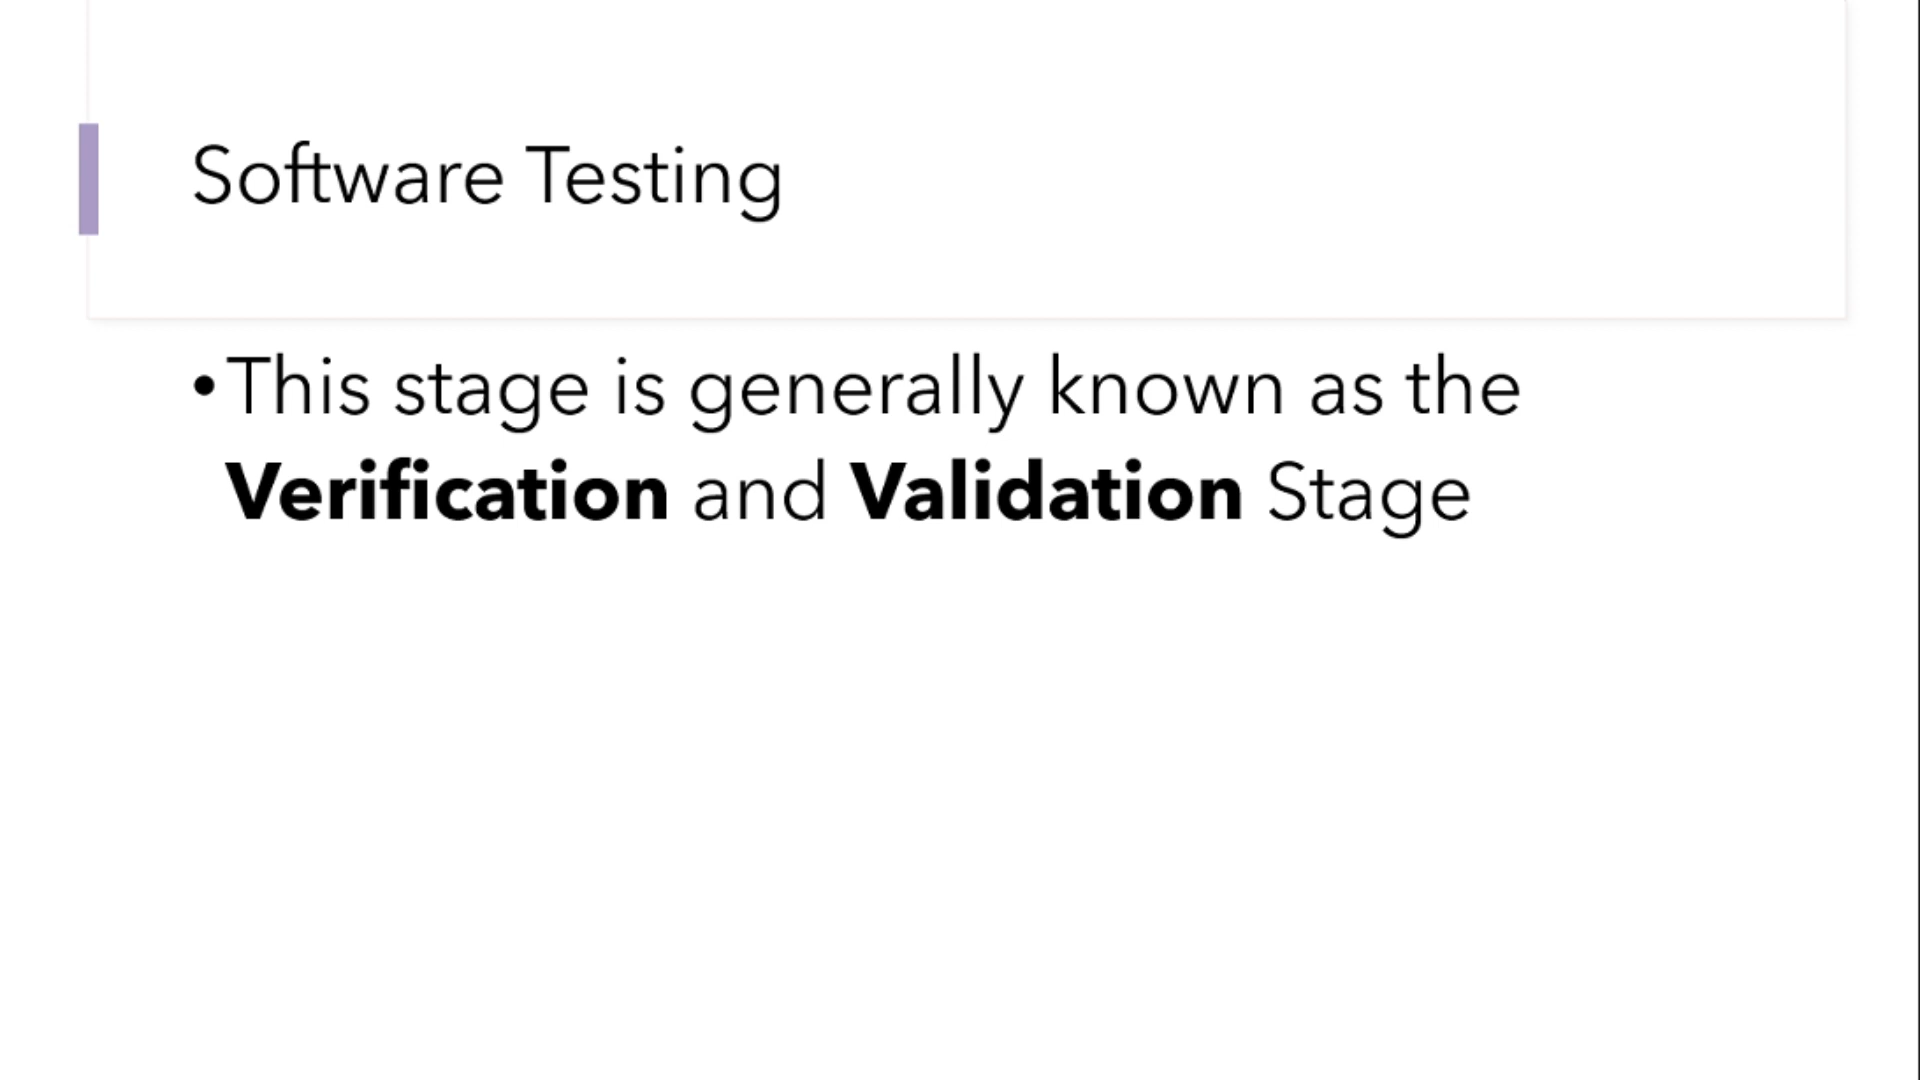 Software Testing
•This stage is generally known as the
Verification and Validation Stage